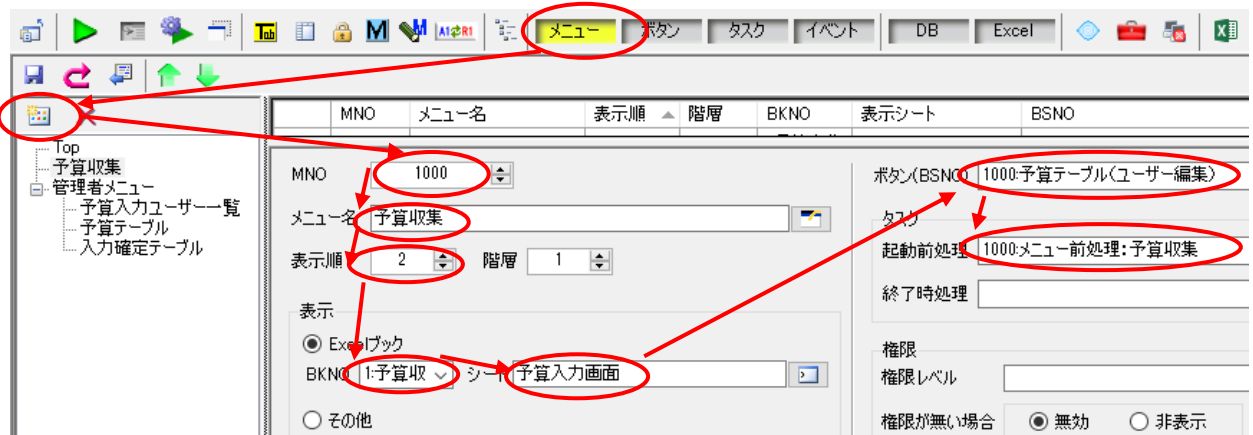 Tab M A1⇄R1 メニュー ボタン タスク イベント DB Excel
MNO メニュー名 表示順 階層 BKNO 表示シート BSNO
Top
予算収集
管理者メニュー
予算入力ユーザー一覧
予算テーブル
入力確定テーブル
MNO 1000
メニュー名 予算収集
表示順 2 階層 1
表示
Excelブック
BKNO 1:予算収 シート 予算入力画面
その他
ボタン(BSNO) 1000:予算テーブル(ユーザー編集)
タスク
起動前処理 1000:メニュー前処理:予算収集
終了時処理
権限
権限レベル
権限が無い場合 無効 非表示